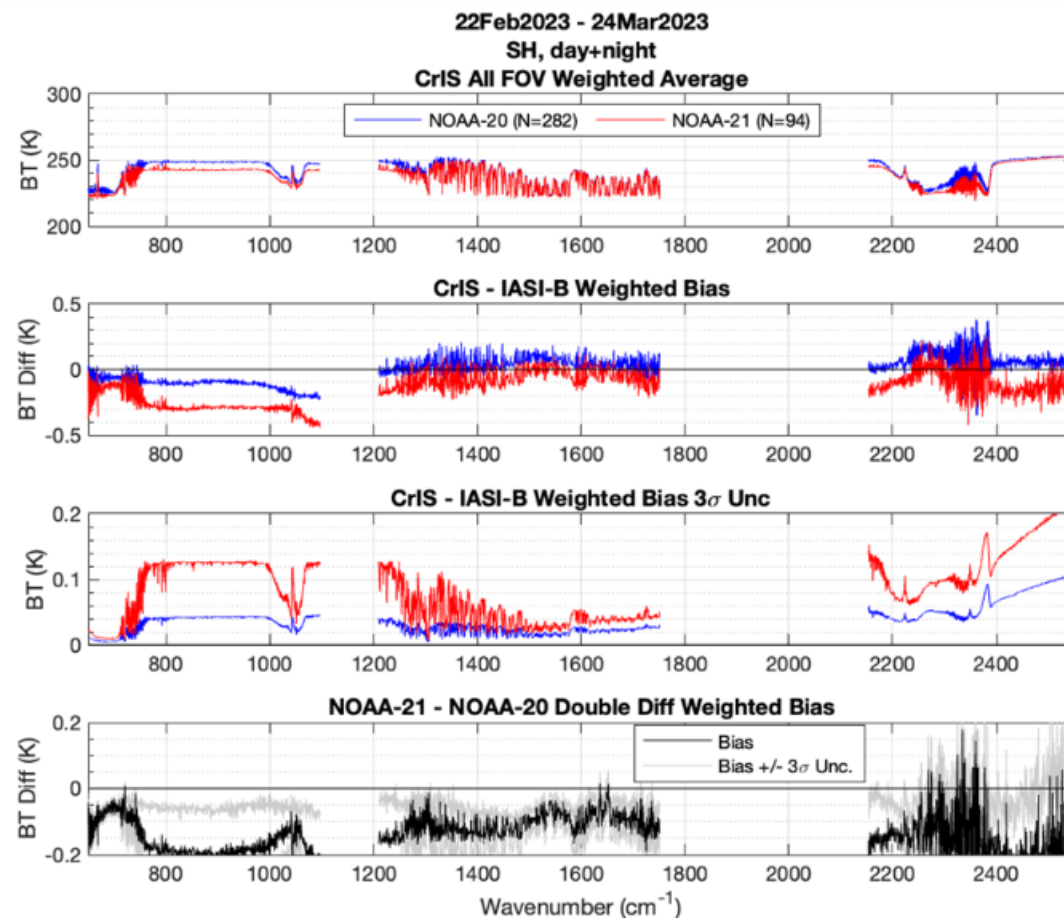 22Feb2023 - 24Mar2023
SH, day+night
CrIS All FOV Weighted Average
300
250
200
BT (K)
NOAA-20 (N=282) NOAA-21 (N=94)
800 1000 1200 1400 1600 1800 2000 2200 2400
CrIS - IASI-B Weighted Bias
0.5
0
-0.5
BT Diff (K)
800 1000 1200 1400 1600 1800 2000 2200 2400
CrIS - IASI-B Weighted Bias 3σ Unc
0.2
0.1
0
BT (K)
800 1000 1200 1400 1600 1800 2000 2200 2400
NOAA-21 - NOAA-20 Double Diff Weighted Bias
0.2
0
-0.2
BT Diff (K)
Bias
Bias +/- 3σ Unc.
800 1000 1200 1400 1600 1800 2000 2200 2400
Wavenumber (cm⁻¹)